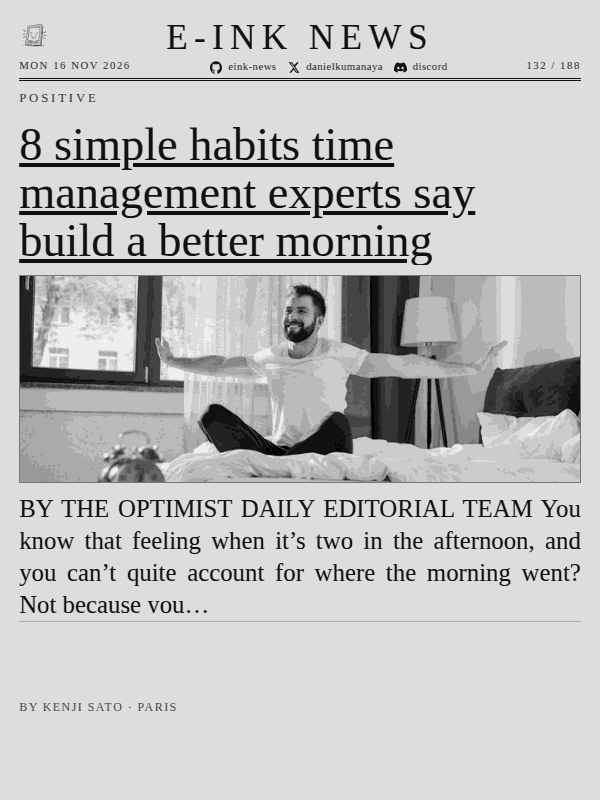 E-INK NEWS
MON 16 NOV 2026
eink-news
danielkumanaya
discord
132 / 188
POSITIVE
8 simple habits time
management experts say
build a better morning
BY THE OPTIMIST DAILY EDITORIAL TEAM You
know that feeling when it’s two in the afternoon, and
you can’t quite account for where the morning went?
Not because you…
BY KENJI SATO · PARIS